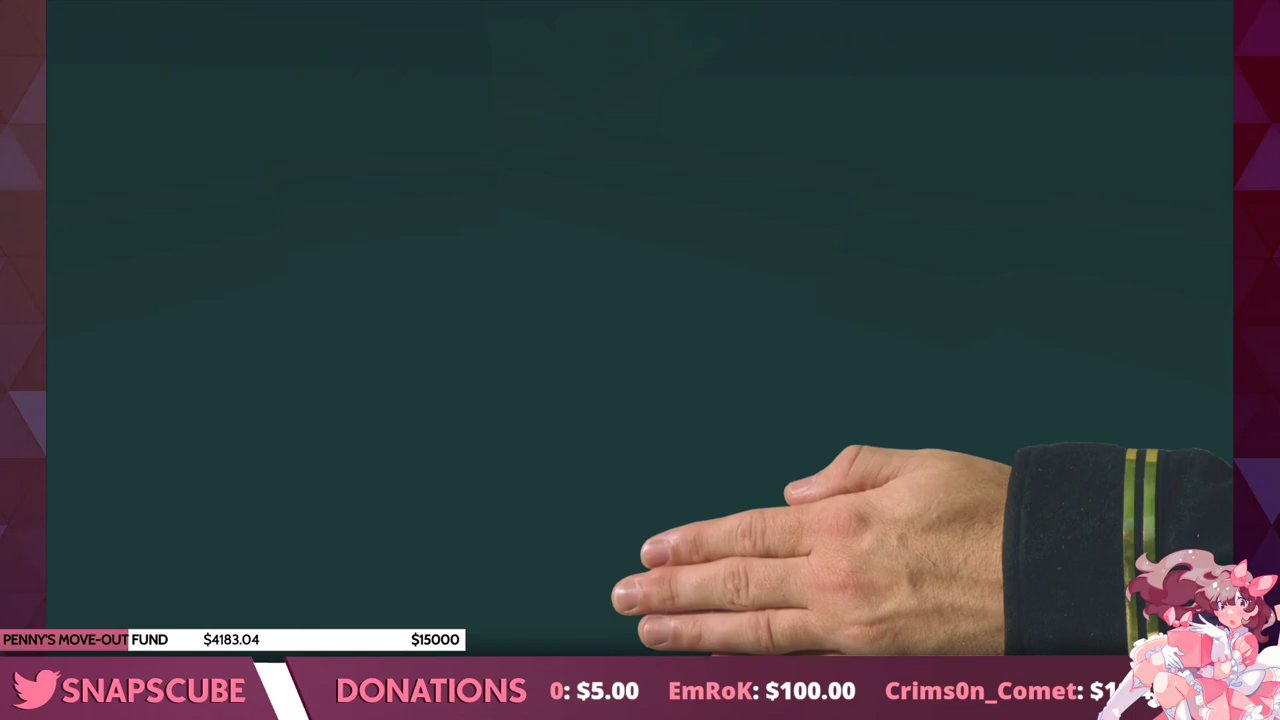 PENNY'S MOVE-OUT FUND $4183.04 $15000
SNAPSCUBE DONATIONS 0: $5.00 EmRoK: $100.00 Crims0n_Comet: